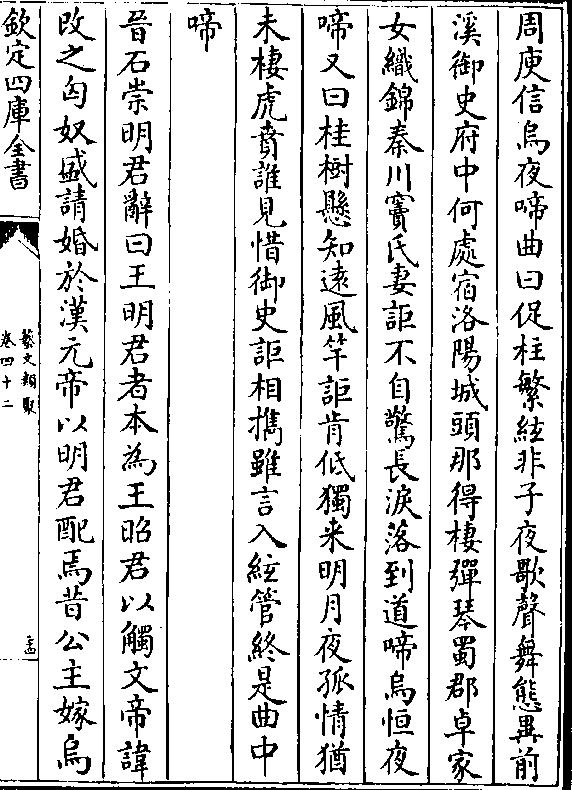 周庾信烏夜啼曲曰促柱繁絃非子夜歌聲舞態異前
溪御史府中何處宿洛陽城頭那得棲彈琴蜀郡卓家
女織錦秦川竇氏妻詎不自驚長淚落到道啼烏恒夜
啼又曰桂樹懸知遠風竿詎肯低獨来明月夜孤情猶
未棲虎賁誰見惜御史詎相攜雖言入絃管終是曲中
啼
晉石崇明君辭曰王明君者本為王昭君以觸文帝諱
改之匈奴盛請婚於漢元帝以明君配焉昔公主嫁烏
欽定四庫全書
藝文類聚
卷四十二